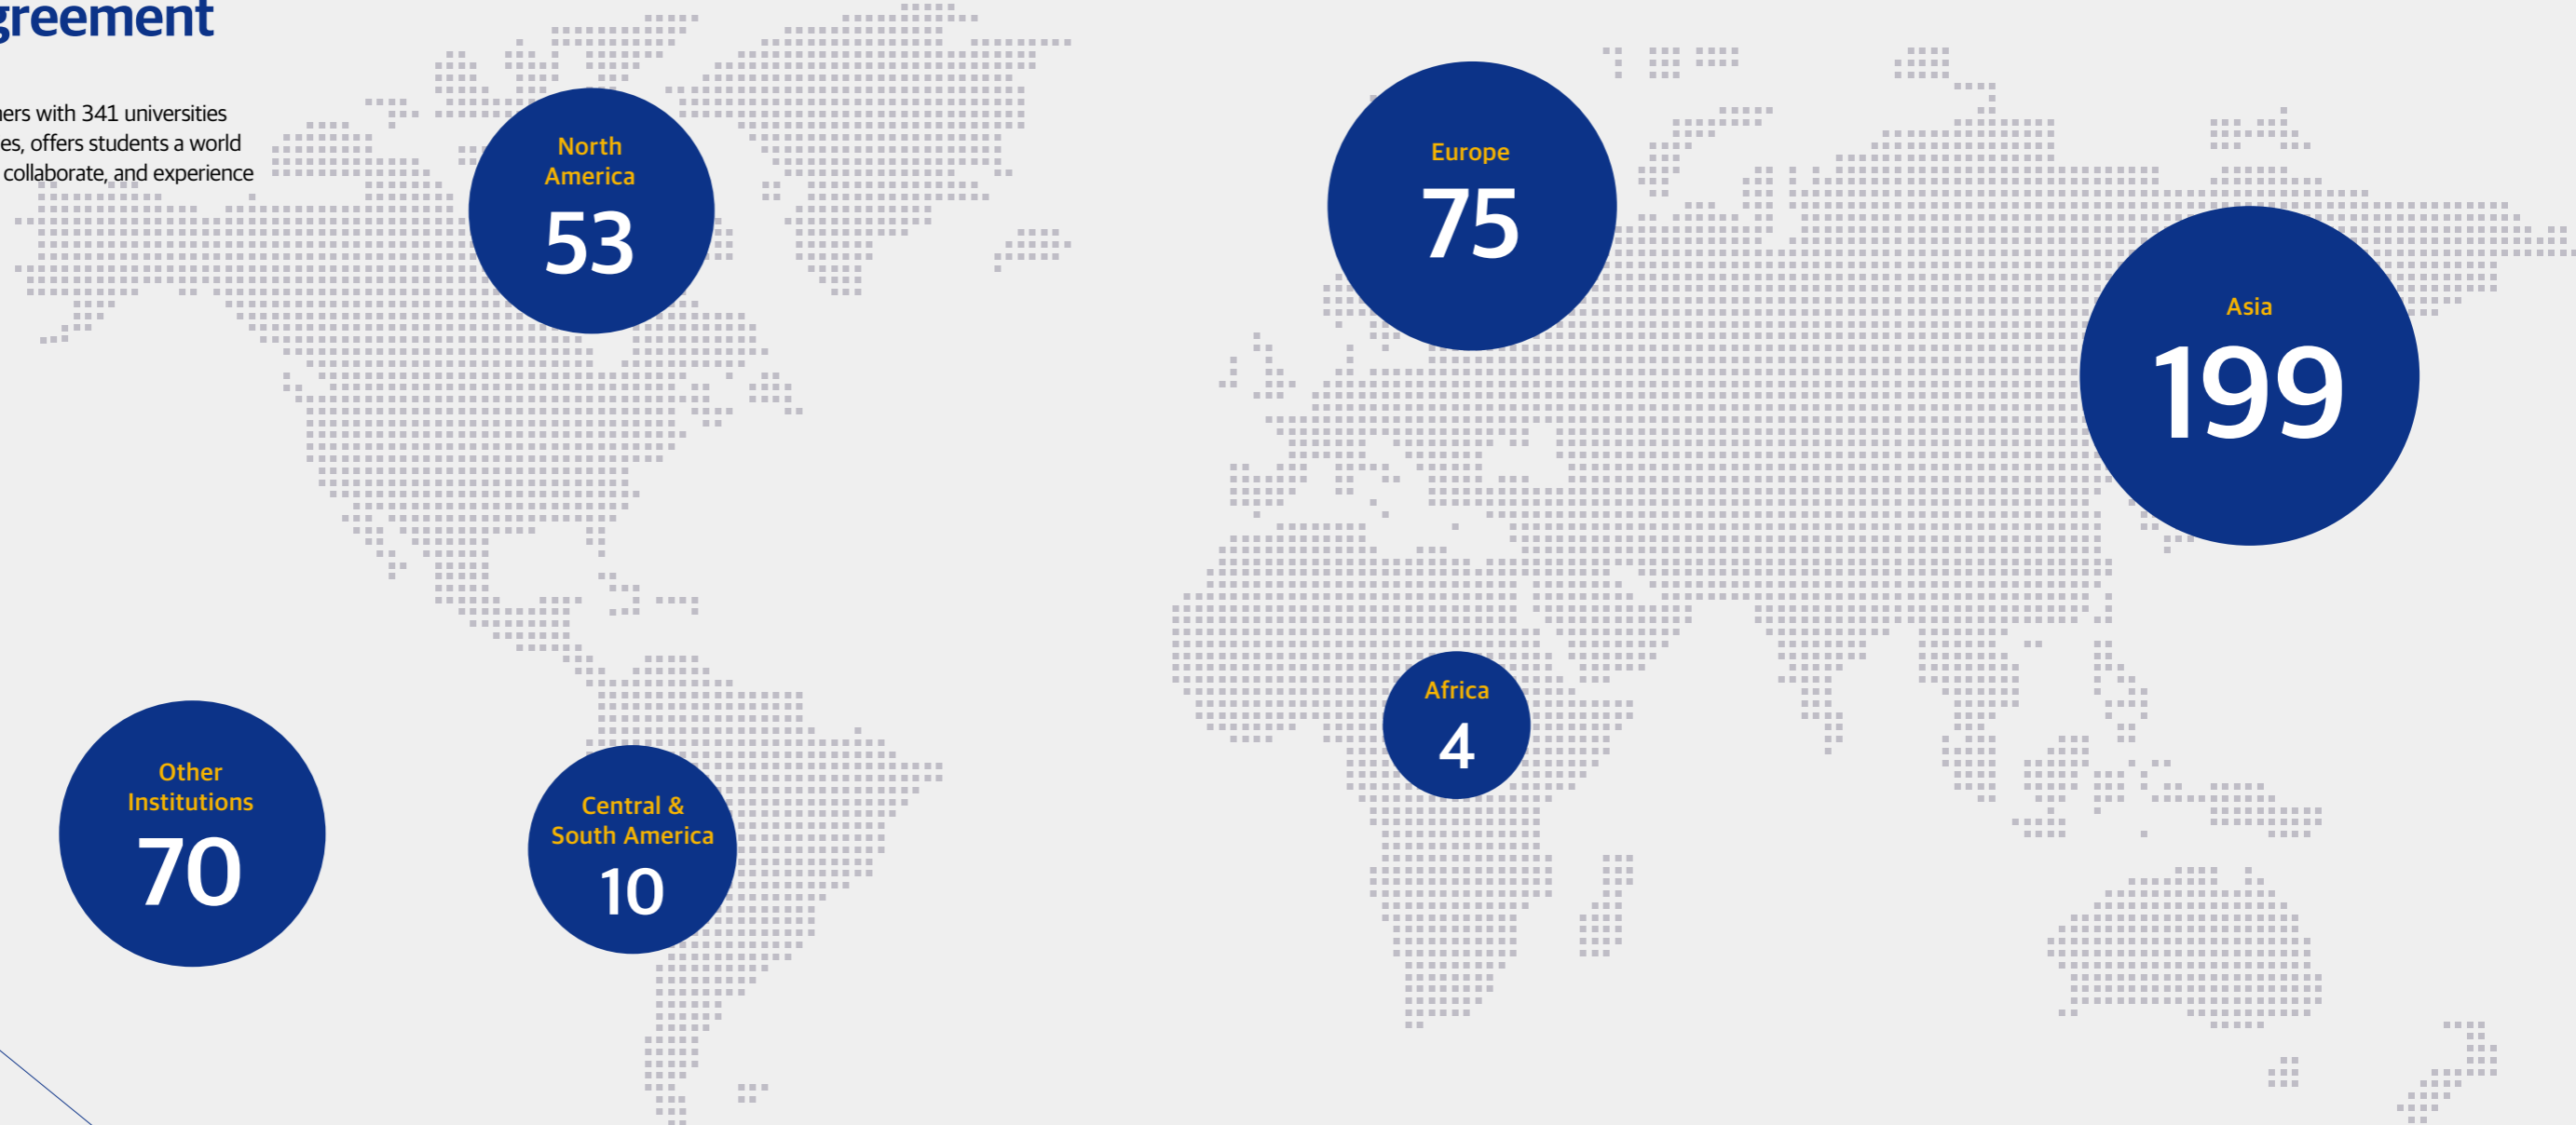 greement
ners with 341 universities
es, offers students a world
collaborate, and experience
North
America
53
Europe
75
Asia
199
Africa
4
Other
Institutions
70
Central &
South America
10